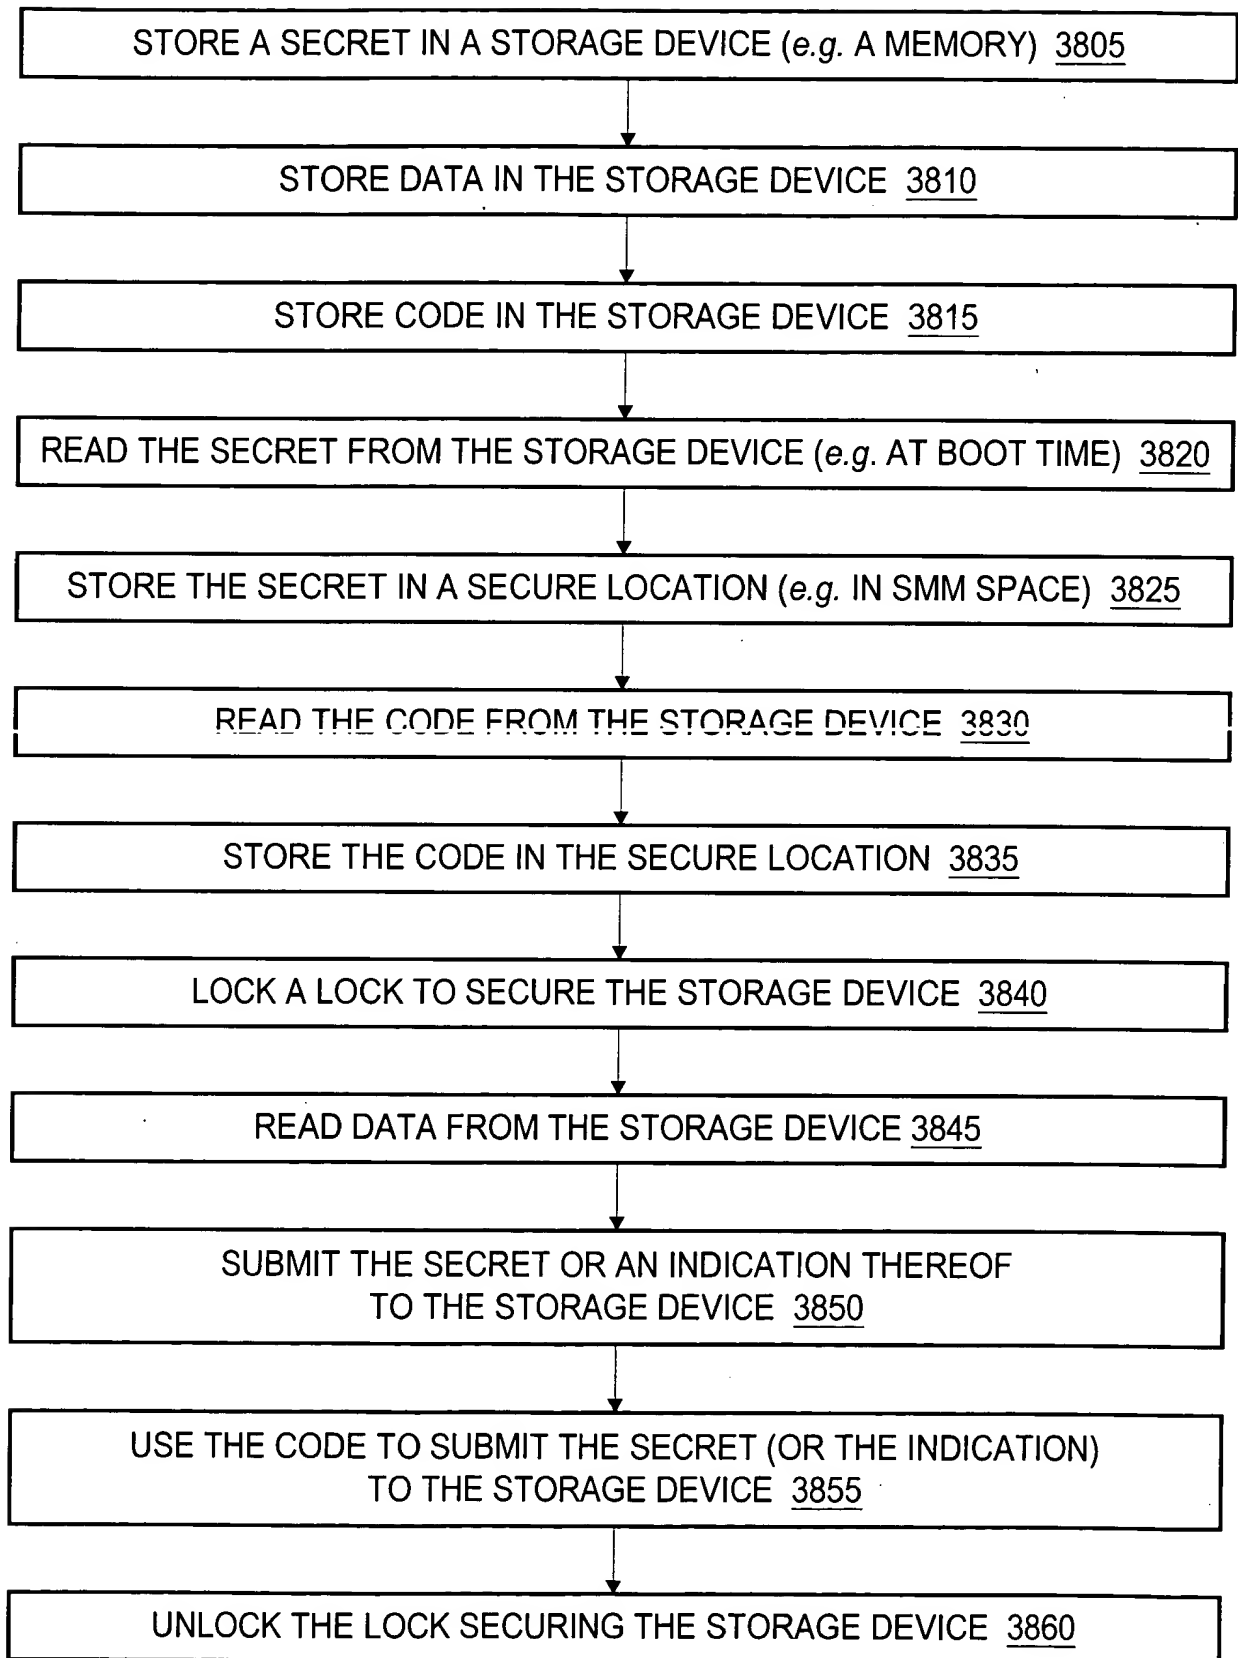 STORE A SECRET IN A STORAGE DEVICE (e.g. A MEMORY) 3805
STORE DATA IN THE STORAGE DEVICE 3810
STORE CODE IN THE STORAGE DEVICE 3815
READ THE SECRET FROM THE STORAGE DEVICE (e.g. AT BOOT TIME) 3820
STORE THE SECRET IN A SECURE LOCATION (e.g. IN SMM SPACE) 3825
READ THE CODE FROM THE STORAGE DEVICE 3830
STORE THE CODE IN THE SECURE LOCATION 3835
LOCK A LOCK TO SECURE THE STORAGE DEVICE 3840
READ DATA FROM THE STORAGE DEVICE 3845
SUBMIT THE SECRET OR AN INDICATION THEREOF
TO THE STORAGE DEVICE 3850
USE THE CODE TO SUBMIT THE SECRET (OR THE INDICATION)
TO THE STORAGE DEVICE 3855
UNLOCK THE LOCK SECURING THE STORAGE DEVICE 3860